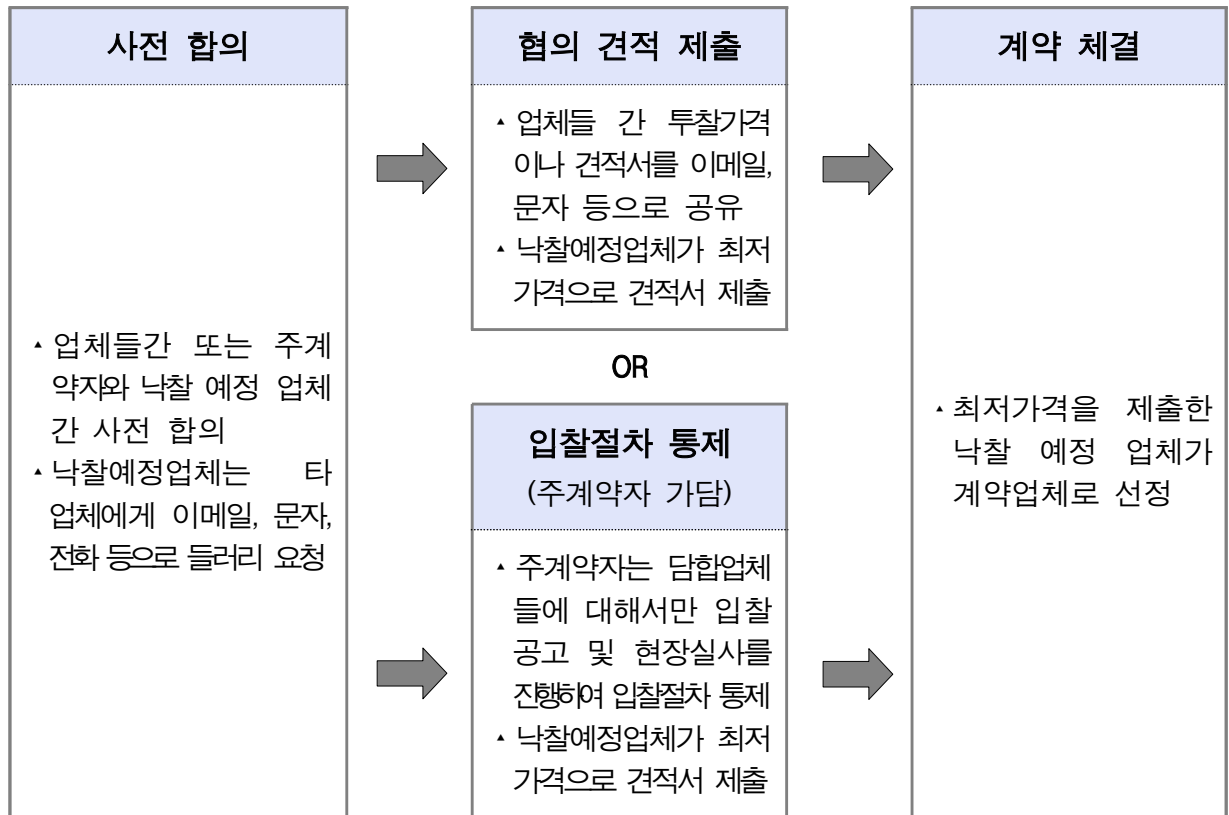 사전 합의
▴ 업체들간 또는 주계
약자와 낙찰 예정 업체
간 사전 합의
▴ 낙찰예정업체는 타
업체에게 이메일, 문자,
전화 등으로 들러리 요청
협의 견적 제출
▴ 업체들 간 투찰가격
이나 견적서를 이메일,
문자 등으로 공유
▴ 낙찰예정업체가 최저
가격으로 견적서 제출
OR
입찰절차 통제
(주계약자 가담)
▴ 주계약자는 담합업체
들에 대해서만 입찰
공고 및 현장실사를
진행하여 입찰절차 통제
▴ 낙찰예정업체가 최저
가격으로 견적서 제출
계약 체결
▴ 최저가격을 제출한
낙찰 예정 업체가
계약업체로 선정